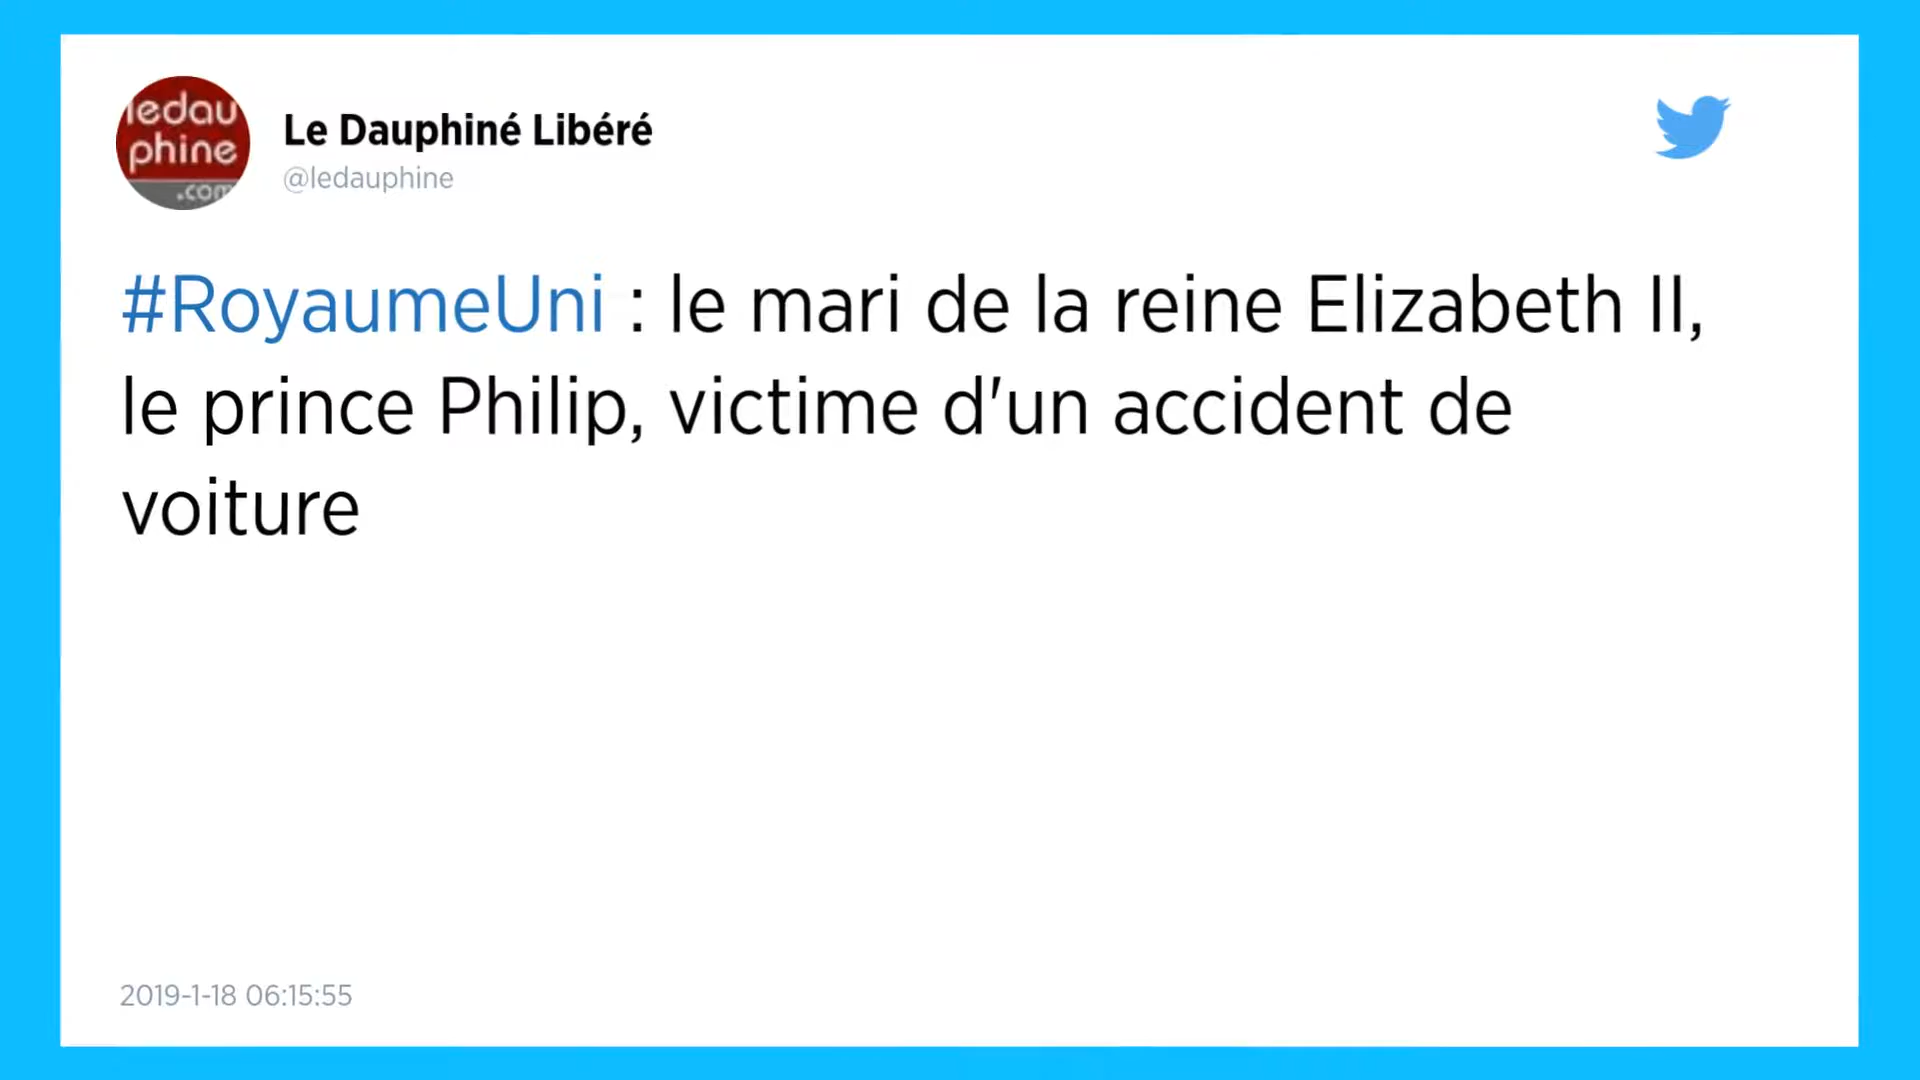 ledau
phine
.com
Le Dauphiné Libéré
@ledauphine
#RoyaumeUni : le mari de la reine Elizabeth II,
le prince Philip, victime d'un accident de
voiture
2019-1-18 06:15:55